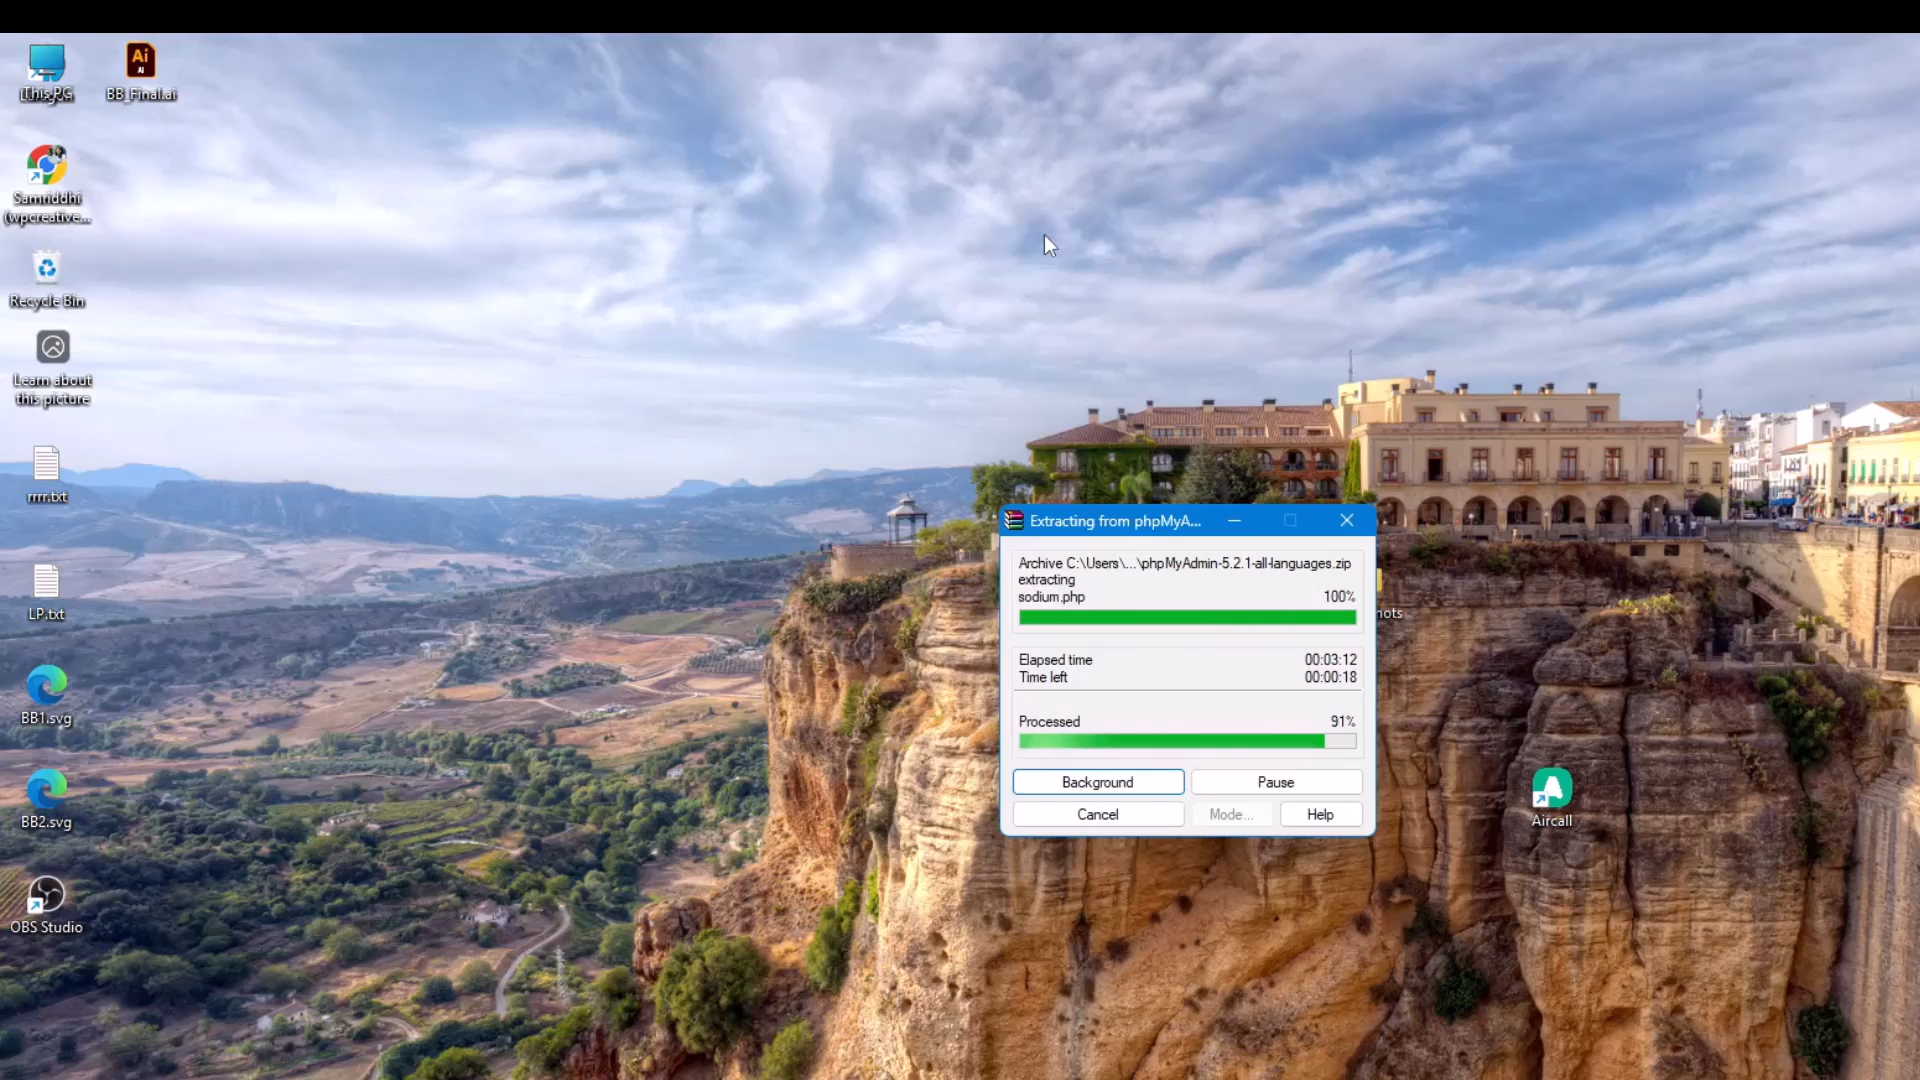 BB_Final.ai
Samriddhi
(wpcreative...
Recycle Bin
Learn about
this picture
rrrr.txt
LP.txt
BB1.svg
BB2.svg
OBS Studio
Ai
Ai
Extracting from phpMyA...
Archive C:\Users\...\phpMyAdmin-5.2.1-all-languages.zip
extracting
sodium.php 100%
Elapsed time 00:03:12
Time left 00:00:18
Processed 91%
Background Pause
Cancel Mode... Help
Aircall